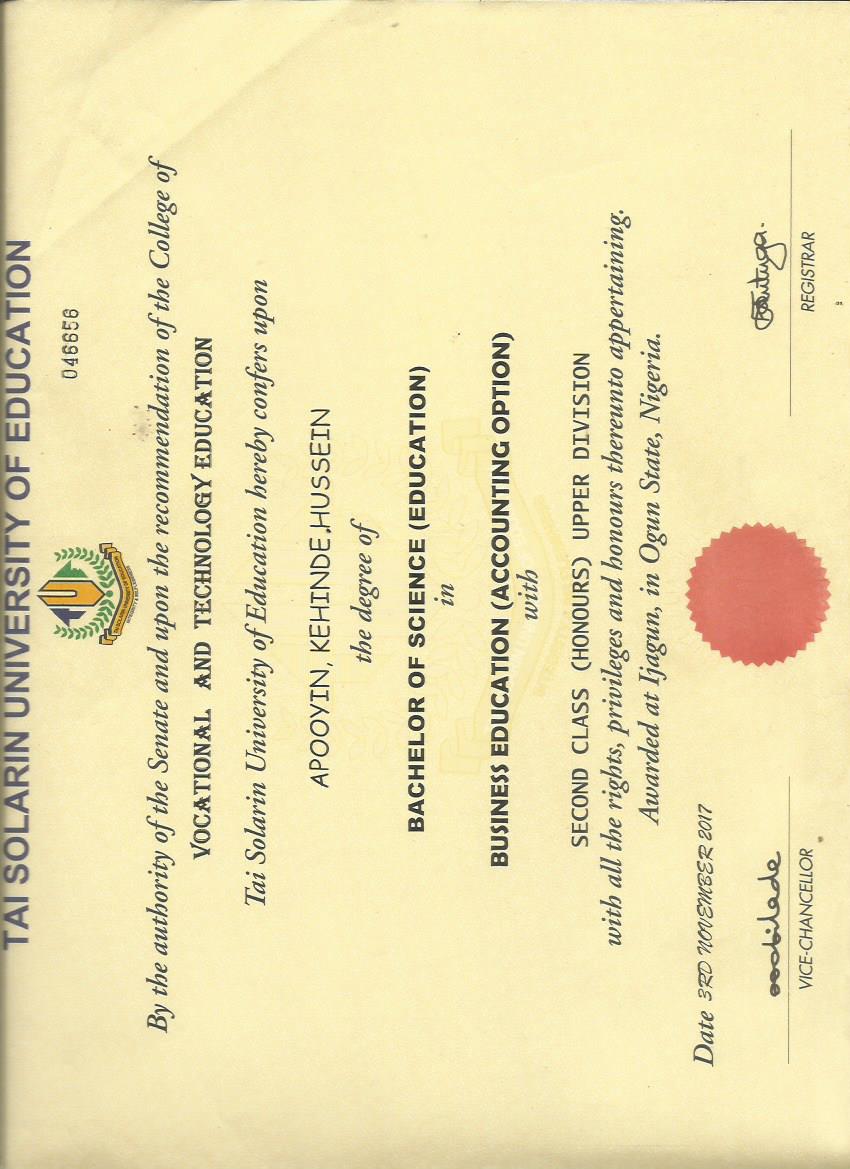 TAI SOLARIN UNIVERSITY OF EDUCATION
046656
By the authority of the Senate and upon the recommendation of the College of
VOCATIONAL AND TECHNOLOGY EDUCATION
Tai Solarin University of Education hereby confers upon
APOOYIN, KEHINDE HUSSEIN
the degree of
BACHELOR OF SCIENCE (EDUCATION)
in
BUSINESS EDUCATION (ACCOUNTING OPTION)
with
SECOND CLASS (HONOURS) UPPER DIVISION
with all the rights, privileges and honours thereunto appertaining.
Awarded at Ijagun, in Ogun State, Nigeria.
Date 3RD NOVEMBER 2017
VICE-CHANCELLOR
REGISTRAR